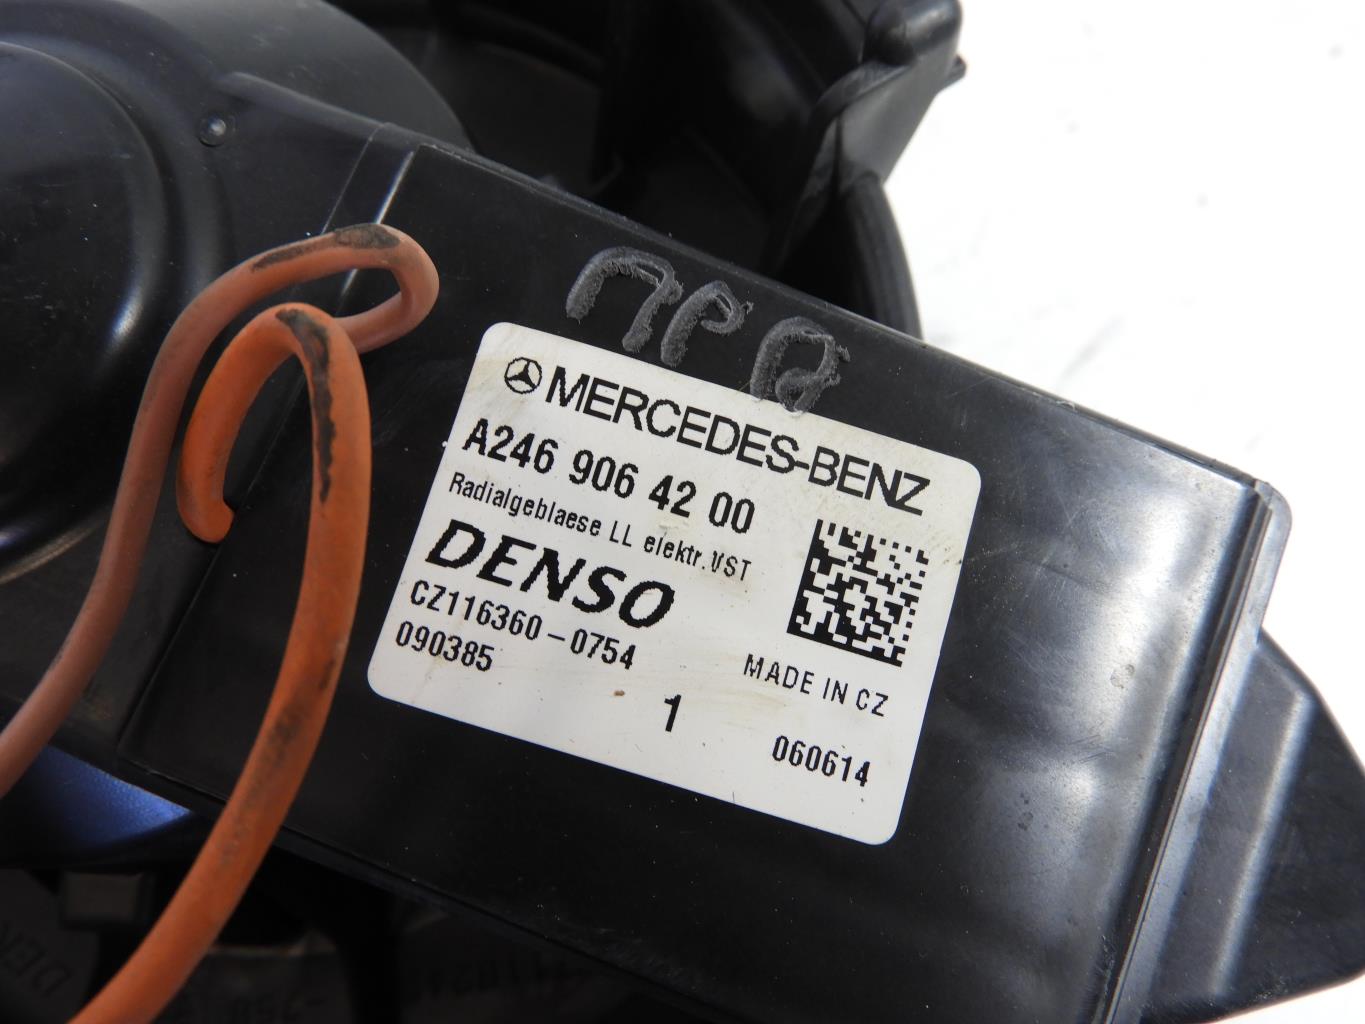 MERCEDES-BENZ
A246 906 42 00
Radialgeblaese LL elektr.VST
DENSO
CZ116360-0754
090385
MADE IN CZ
1
060614